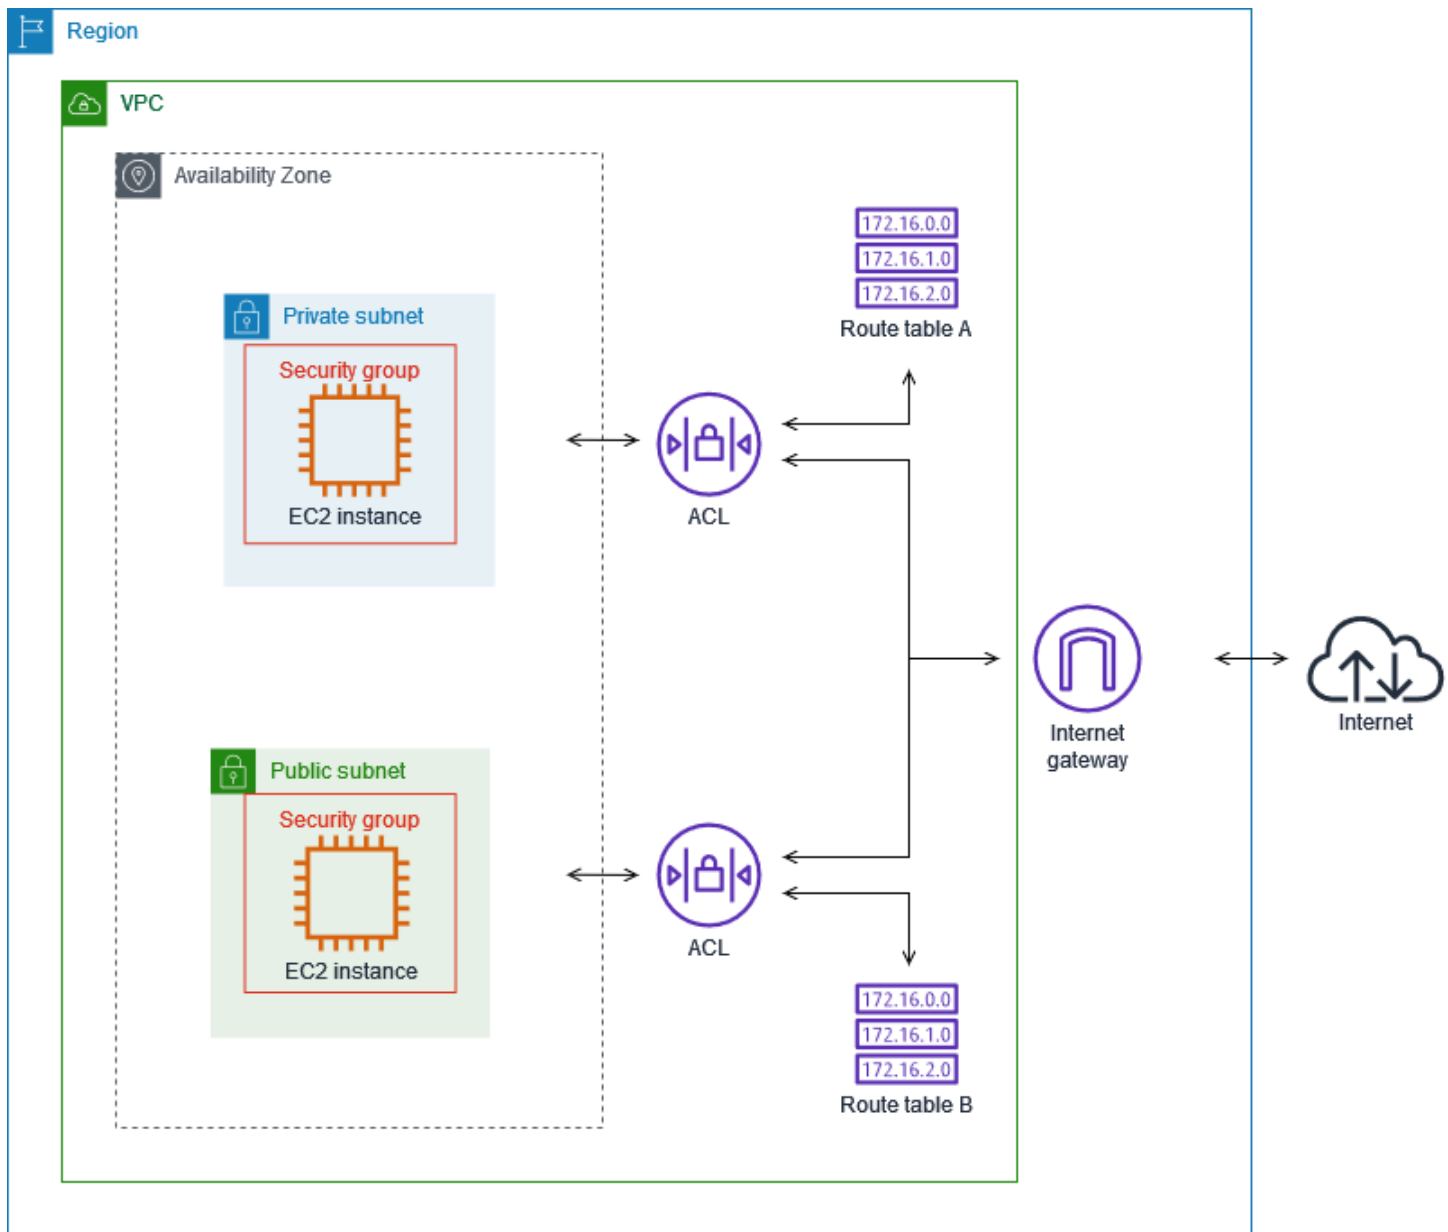 Region
VPC
Availability Zone
172.16.0.0
172.16.1.0
172.16.2.0
Route table A
Private subnet
Security group
EC2 instance
ACL
Internet
gateway
Internet
Public subnet
Security group
EC2 instance
ACL
172.16.0.0
172.16.1.0
172.16.2.0
Route table B